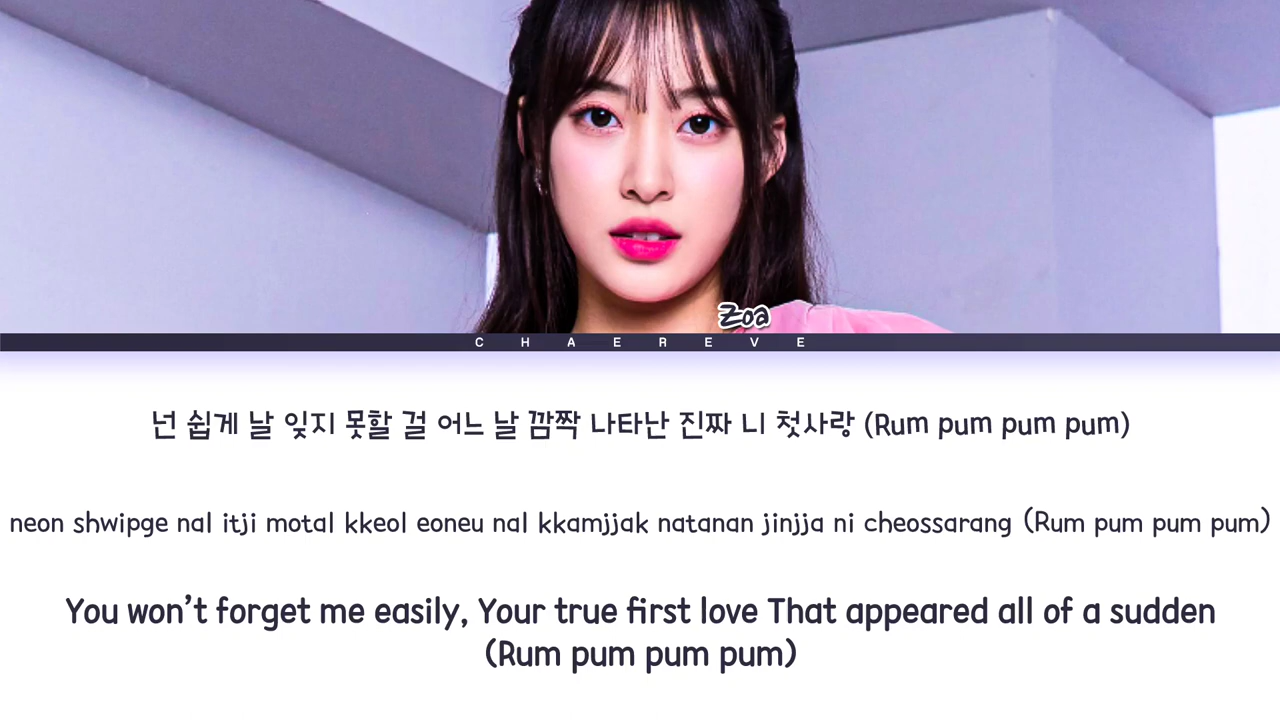 Zoa
CHAEREVE
넌 쉽게 날 잊지 못할 걸 어느 날 깜짝 나타난 진짜 니 첫사랑 (Rum pum pum pum)
neon shwipge nal itji motal kkeol eoneu nal kkamjjak natanan jinjja ni cheossarang (Rum pum pum pum)
You won't forget me easily, Your true first love That appeared all of a sudden
(Rum pum pum pum)